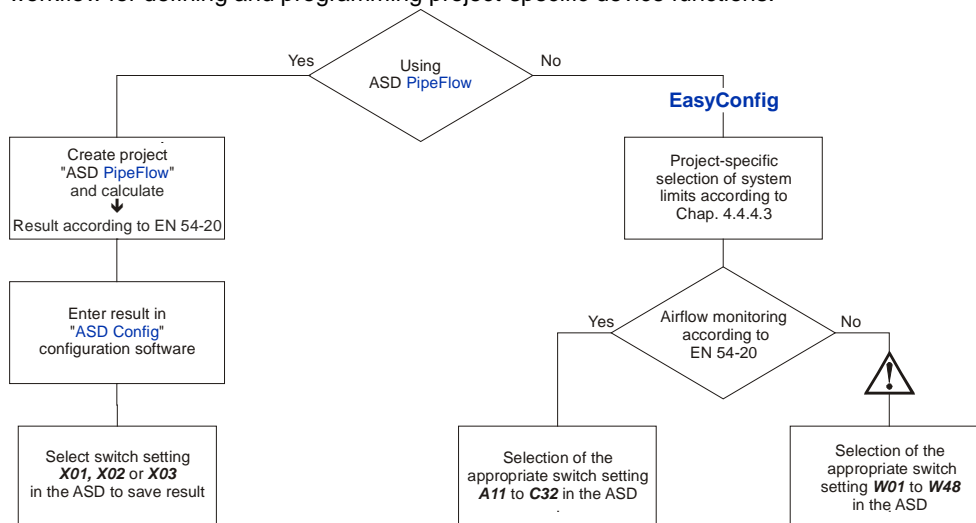 workflow for defining and programming project-specific device functions.
Using
ASD PipeFlow
Yes
No
EasyConfig
Create project
"ASD PipeFlow"
and calculate
Result according to EN 54-20
Project-specific
selection of system
limits according to
Chap. 4.4.4.3
Enter result in
"ASD Config"
configuration software
Yes
Airflow monitoring
according to
EN 54-20
No
Select switch setting
X01, X02 or X03
in the ASD to save result
Selection of the
appropriate switch setting
A11 to C32 in the ASD
.
Selection of the
appropriate switch
setting W01 to W48
in the ASD